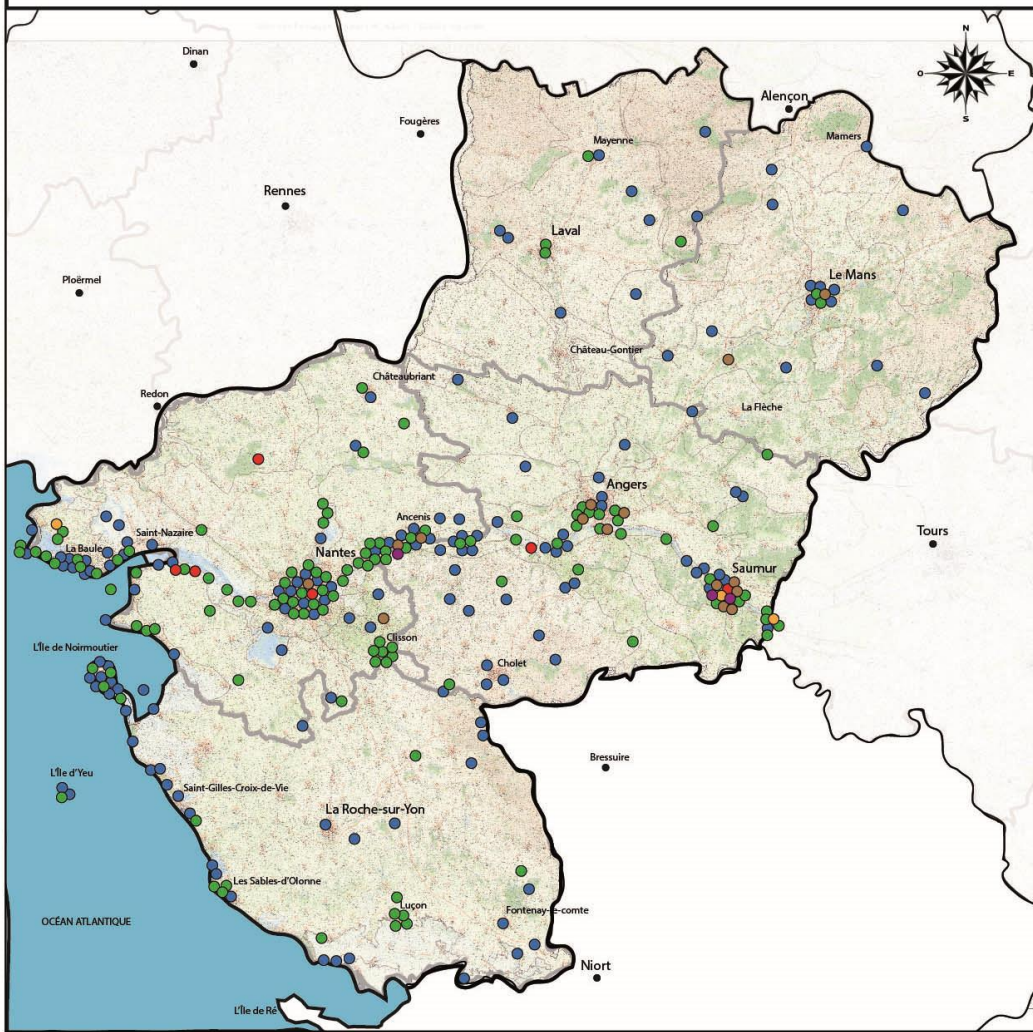 N
O
E
S
Dinan
Alençon
Fougères
Mayenne
Mamers
Rennes
Laval
Le Mans
Ploërmel
Château-Gontier
Châteaubriant
Redon
La Flèche
Angers
Ancenis
Saint-Nazaire
Tours
La Baule
Nantes
Saumur
Clisson
L'Île de Noirmoutier
Cholet
Bressuire
L'Île d'Yeu
Saint-Gilles-Croix-de-Vie
La Roche-sur-Yon
Les Sables-d'Olonne
Luçon
Fontenay-le-comte
OCÉAN ATLANTIQUE
Niort
L'Île de Ré